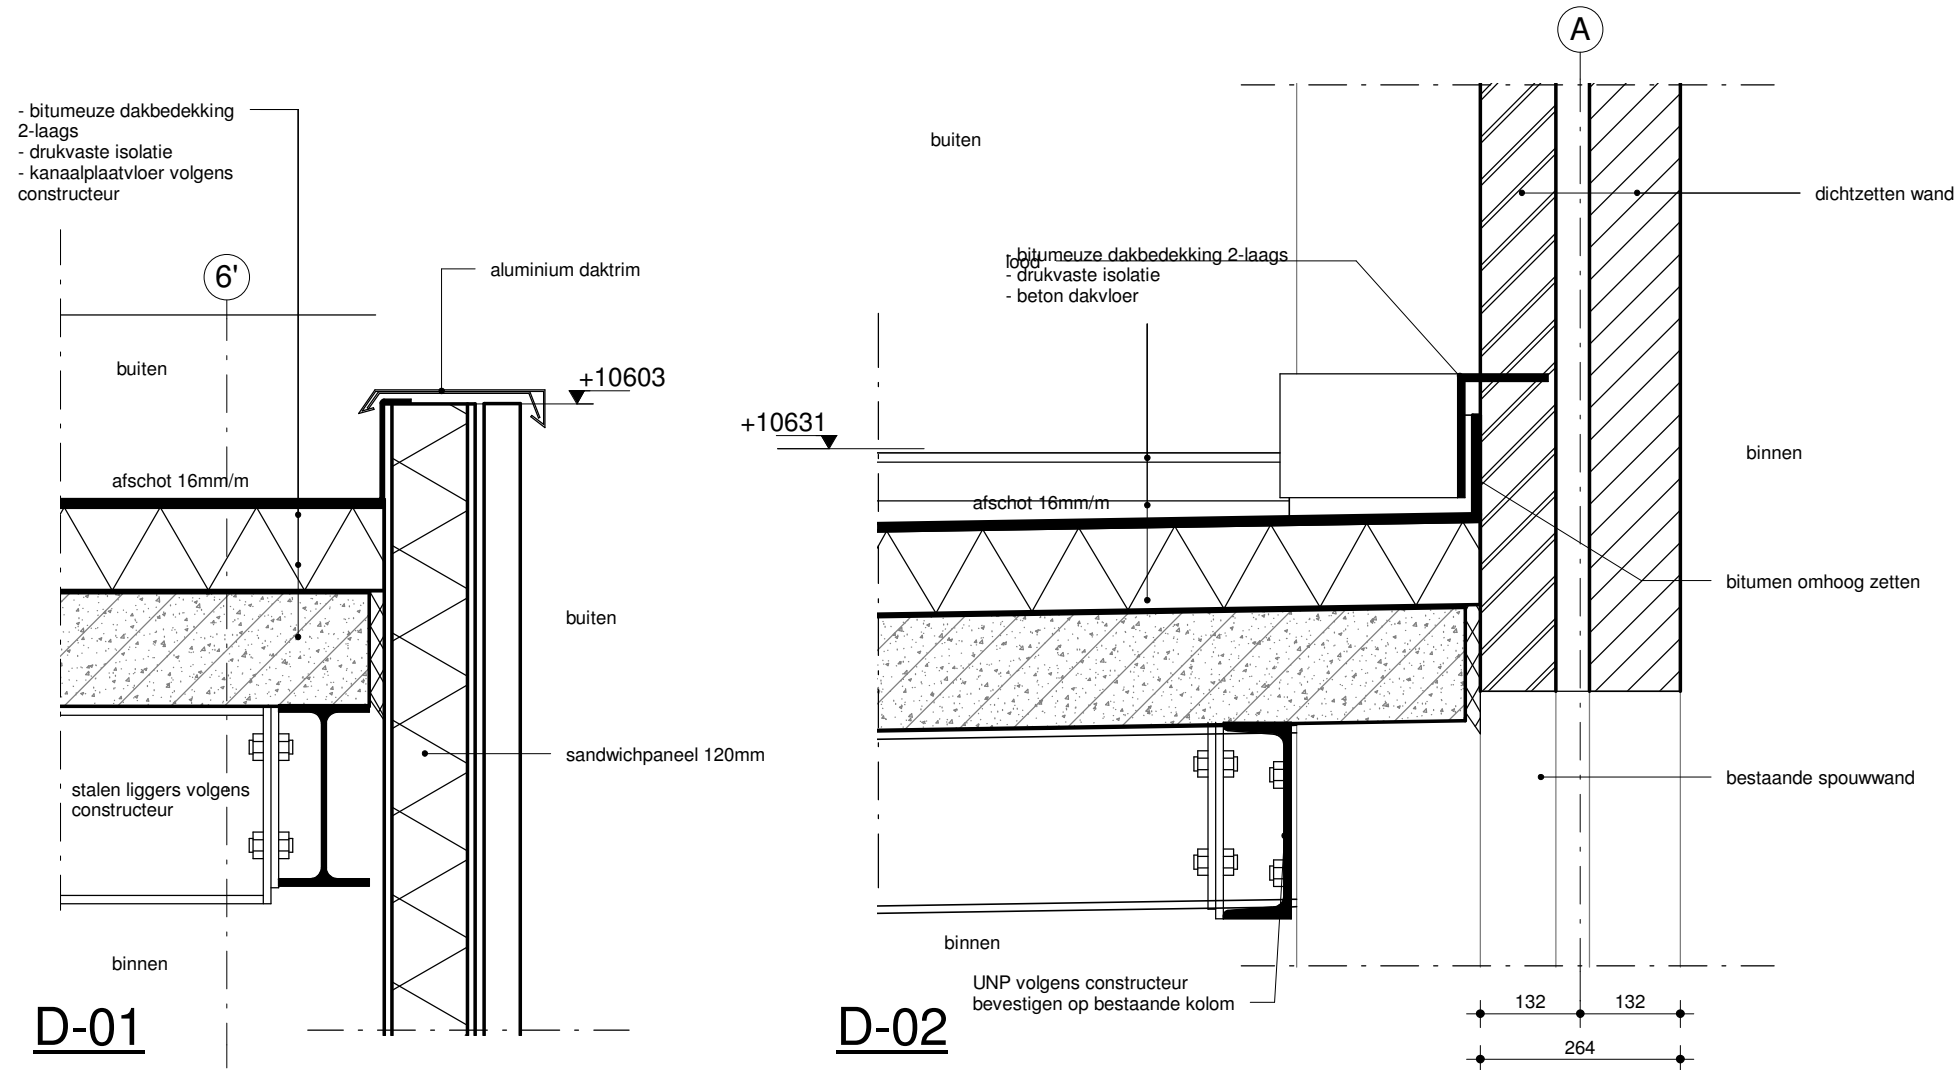 - bitumeuze dakbedekking
2-laags
- drukvaste isolatie
- kanaalplaatvloer volgens
constructeur
6'
aluminium daktrim
buiten
+10603
afschot 16mm/m
buiten
sandwichpaneel 120mm
stalen liggers volgens
constructeur
binnen
D-01
A
buiten
dichtzetten wand
lood
- bitumeuze dakbedekking 2-laags
- drukvaste isolatie
- beton dakvloer
+10631
binnen
afschot 16mm/m
bitumen omhoog zetten
bestaande spouwwand
binnen
UNP volgens constructeur
bevestigen op bestaande kolom
D-02
132
132
264